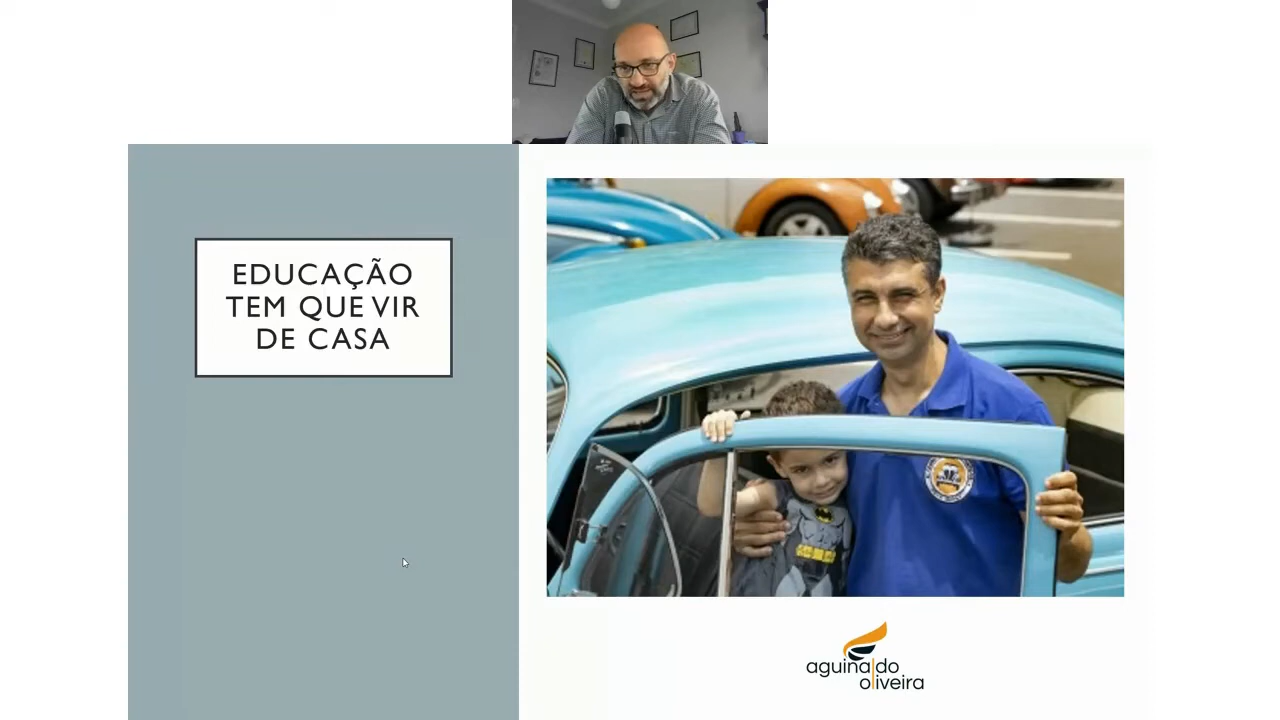 EDUCAÇÃO
TEM QUE VIR
DE CASA
aguinaldo
oliveira